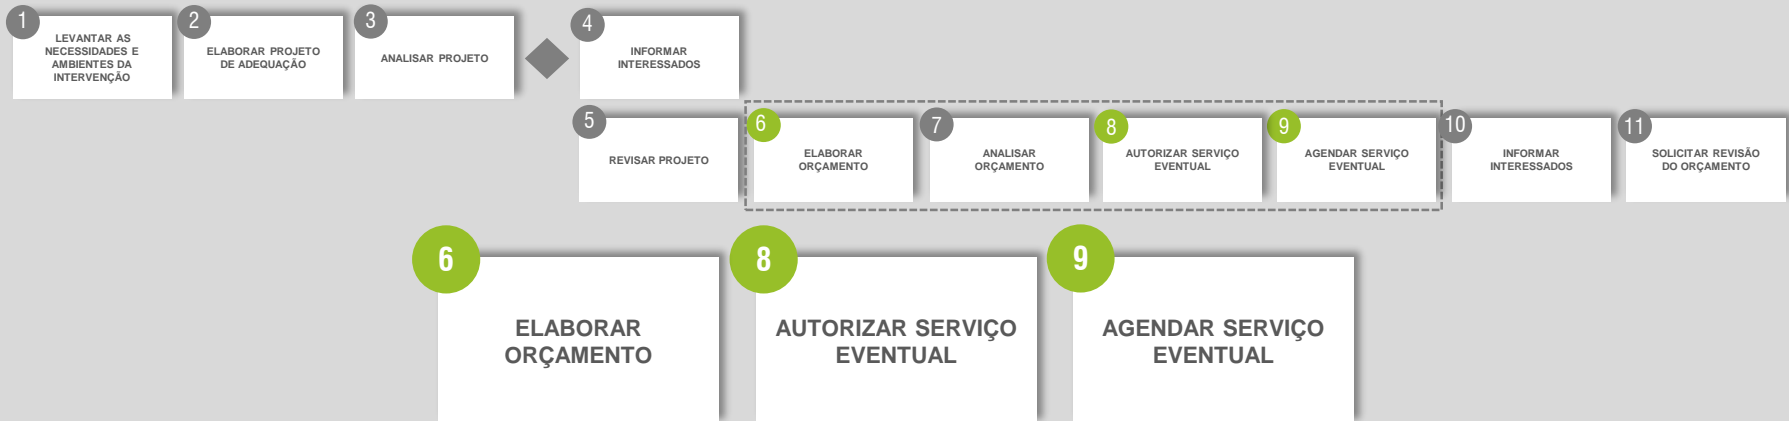 1
LEVANTAR AS
NECESSIDADES E
AMBIENTES DA
INTERVENÇÃO
2
ELABORAR PROJETO
DE ADEQUAÇÃO
3
ANALISAR PROJETO
4
INFORMAR
INTERESSADOS
5
REVISAR PROJETO
6
ELABORAR
ORÇAMENTO
7
ANALISAR
ORÇAMENTO
8
AUTORIZAR SERVIÇO
EVENTUAL
9
AGENDAR SERVIÇO
EVENTUAL
10
INFORMAR
INTERESSADOS
11
SOLICITAR REVISÃO
DO ORÇAMENTO
6
ELABORAR
ORÇAMENTO
8
AUTORIZAR SERVIÇO
EVENTUAL
9
AGENDAR SERVIÇO
EVENTUAL